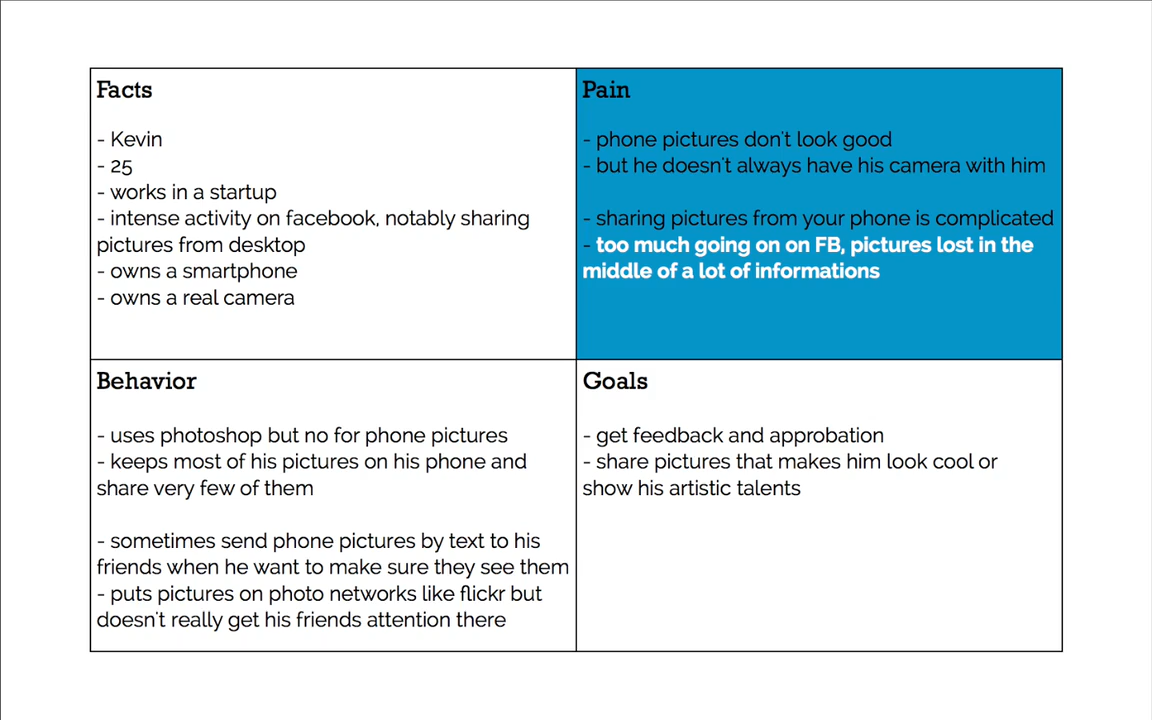 Facts
- Kevin
- 25
- works in a startup
- intense activity on facebook, notably sharing
pictures from desktop
- owns a smartphone
- owns a real camera
Pain
- phone pictures don't look good
- but he doesn't always have his camera with him
- sharing pictures from your phone is complicated
- too much going on on FB, pictures lost in the
middle of a lot of informations
Behavior
- uses photoshop but no for phone pictures
- keeps most of his pictures on his phone and
share very few of them
- sometimes send phone pictures by text to his
friends when he want to make sure they see them
- puts pictures on photo networks like flickr but
doesn't really get his friends attention there
Goals
- get feedback and approbation
- share pictures that makes him look cool or
show his artistic talents